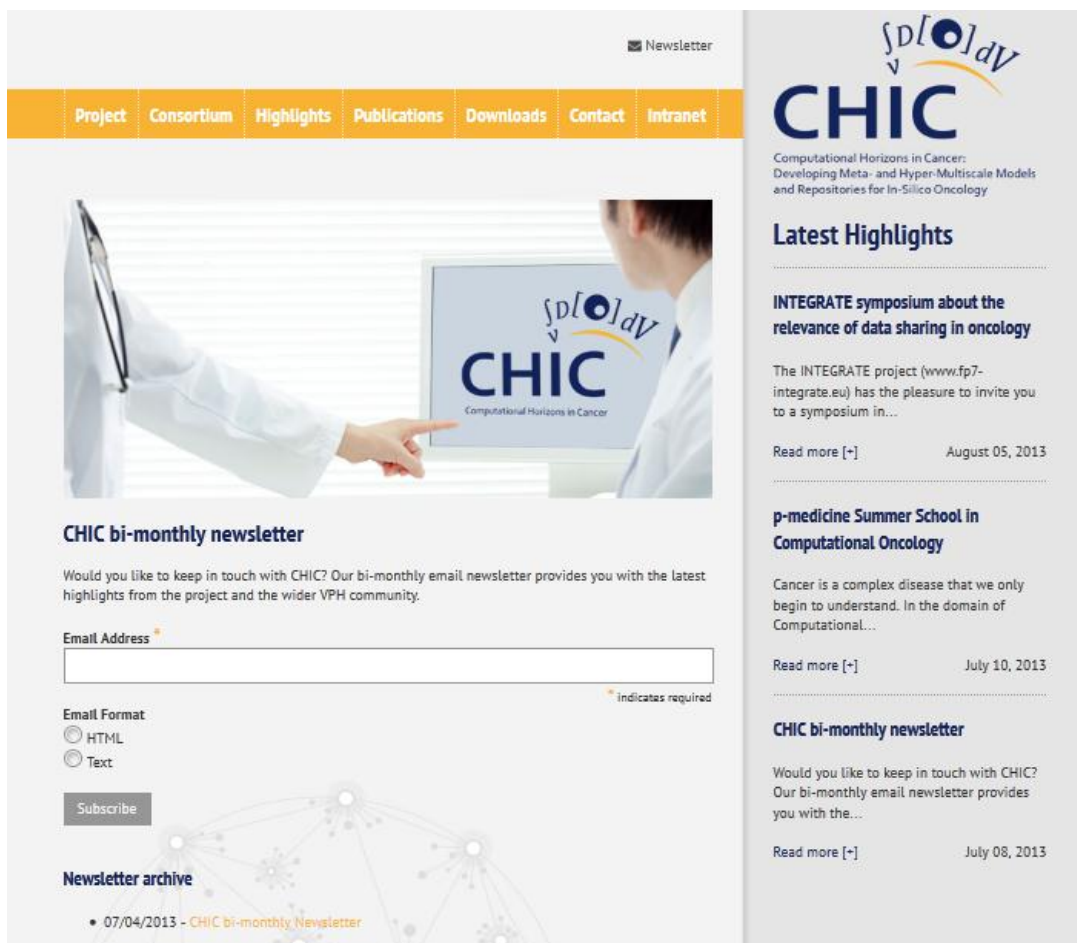 Newsletter
Project Consortium Highlights Publications Downloads Contact Intranet
∫D[O]dV
v
CHIC
Computational Horizons in Cancer
CHIC bi-monthly newsletter
Would you like to keep in touch with CHIC? Our bi-monthly email newsletter provides you with the latest
highlights from the project and the wider VPH community.
Email Address *
* indicates required
Email Format
HTML
Text
Subscribe
Newsletter archive
• 07/04/2013 - CHIC bi-monthly Newsletter
∫D[O]dV
v
CHIC
Computational Horizons in Cancer:
Developing Meta- and Hyper-Multiscale Models
and Repositories for In-Silico Oncology
Latest Highlights
INTEGRATE symposium about the
relevance of data sharing in oncology
The INTEGRATE project (www.fp7-
integrate.eu) has the pleasure to invite you
to a symposium in...
Read more [+] August 05, 2013
p-medicine Summer School in
Computational Oncology
Cancer is a complex disease that we only
begin to understand. In the domain of
Computational...
Read more [+] July 10, 2013
CHIC bi-monthly newsletter
Would you like to keep in touch with CHIC?
Our bi-monthly email newsletter provides
you with the...
Read more [+] July 08, 2013